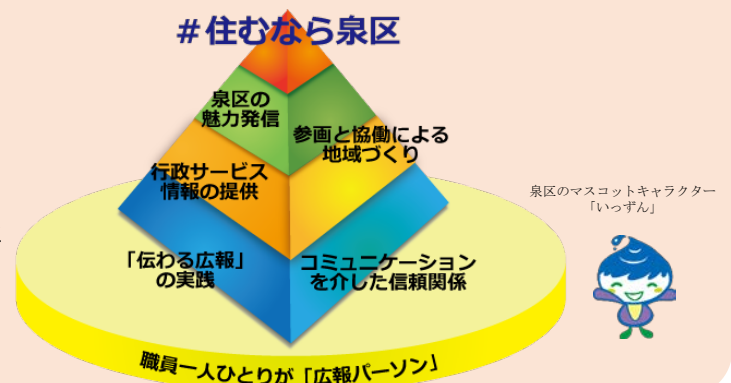 #住むなら泉区
泉区の
魅力発信
参画と協働による
地域づくり
行政サービス
情報の提供
「伝わる広報」
の実践
コミュニケーション
を介した信頼関係
職員一人ひとりが「広報パーソン」
泉区のマスコットキャラクター
「いっずん」